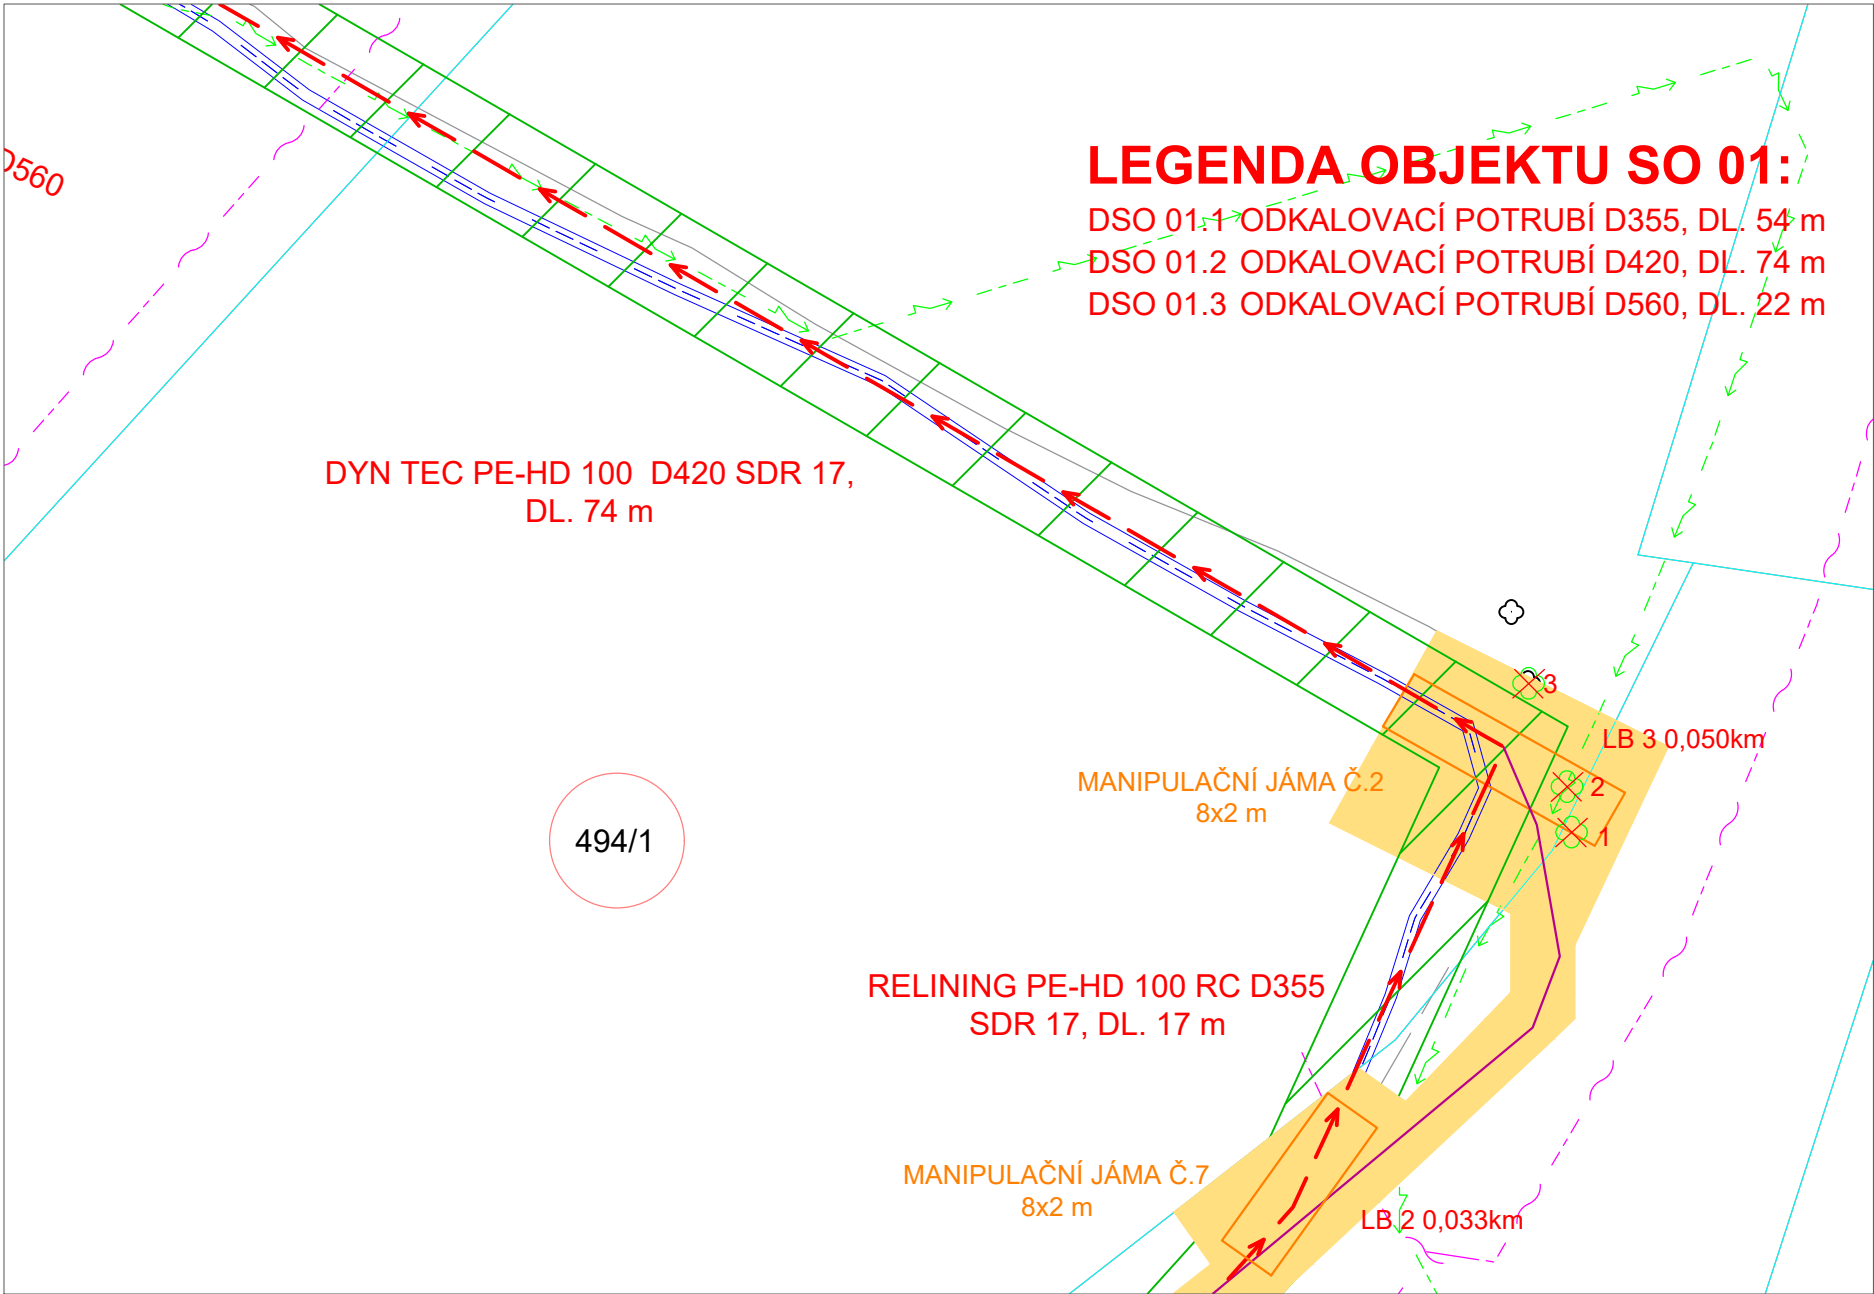 D560
LEGENDA OBJEKTU SO 01:
DSO 01.1 ODKALOVACÍ POTRUBÍ D355, DL. 54 m
DSO 01.2 ODKALOVACÍ POTRUBÍ D420, DL. 74 m
DSO 01.3 ODKALOVACÍ POTRUBÍ D560, DL. 22 m
DYN TEC PE-HD 100 D420 SDR 17,
DL. 74 m
3
LB 3 0,050km
MANIPULAČNÍ JÁMA Č.2
8x2 m
2
1
494/1
RELINING PE-HD 100 RC D355
SDR 17, DL. 17 m
MANIPULAČNÍ JÁMA Č.7
8x2 m
LB 2 0,033km